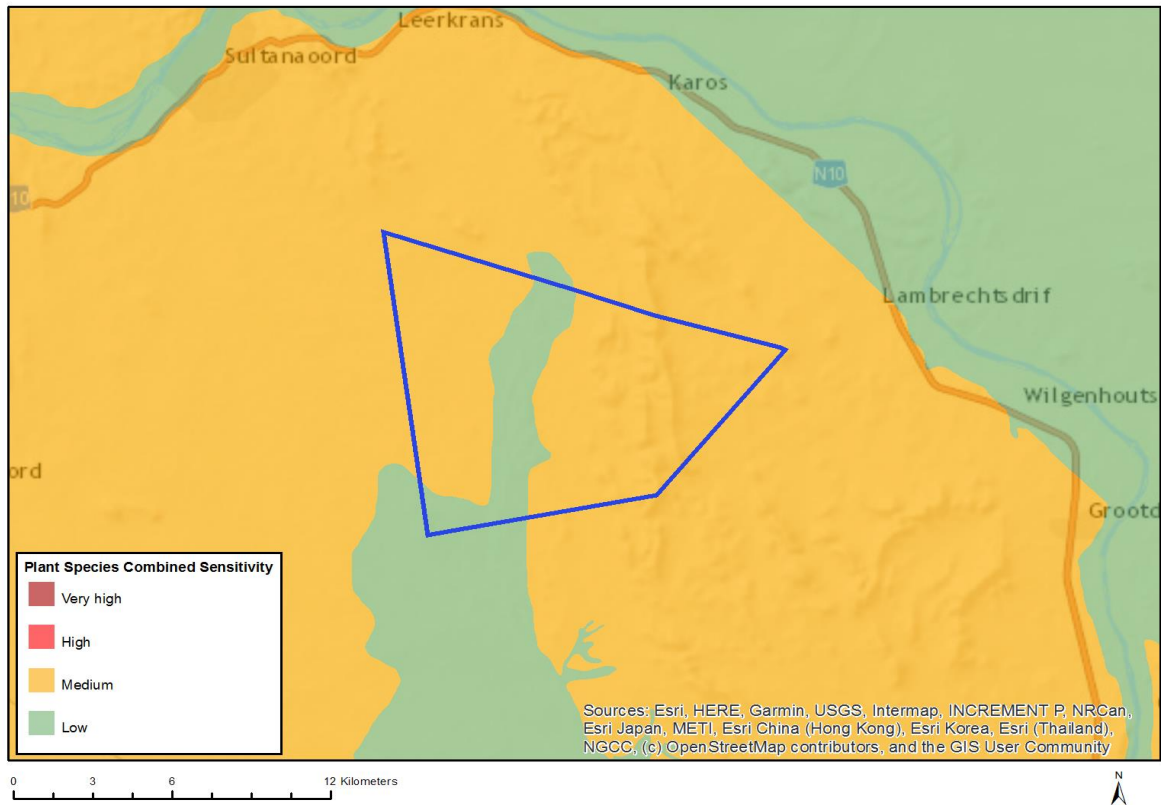 Leerkrans
Sultanaoord
Karos
N10
10
Lambrechtsdrif
Wilgenhouts
ord
Grootd
Plant Species Combined Sensitivity
Very high
High
Medium
Low
Sources: Esri, HERE, Garmin, USGS, Intermap, INCREMENT P, NRCan,
Esri Japan, METI, Esri China (Hong Kong), Esri Korea, Esri (Thailand),
NGCC, (c) OpenStreetMap contributors, and the GIS User Community
0 3 6 12 Kilometers
N